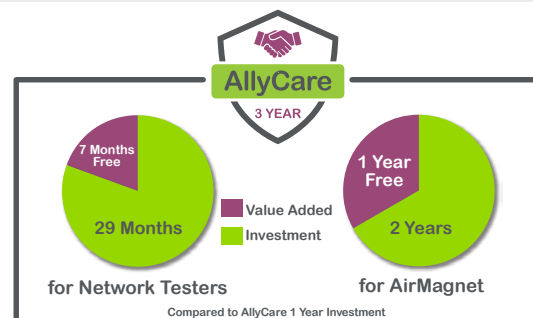 AllyCare
3 YEAR
7 Months
Free
29 Months
Value Added
Investment
1 Year
Free
2 Years
for Network Testers
for AirMagnet
Compared to AllyCare 1 Year Investment